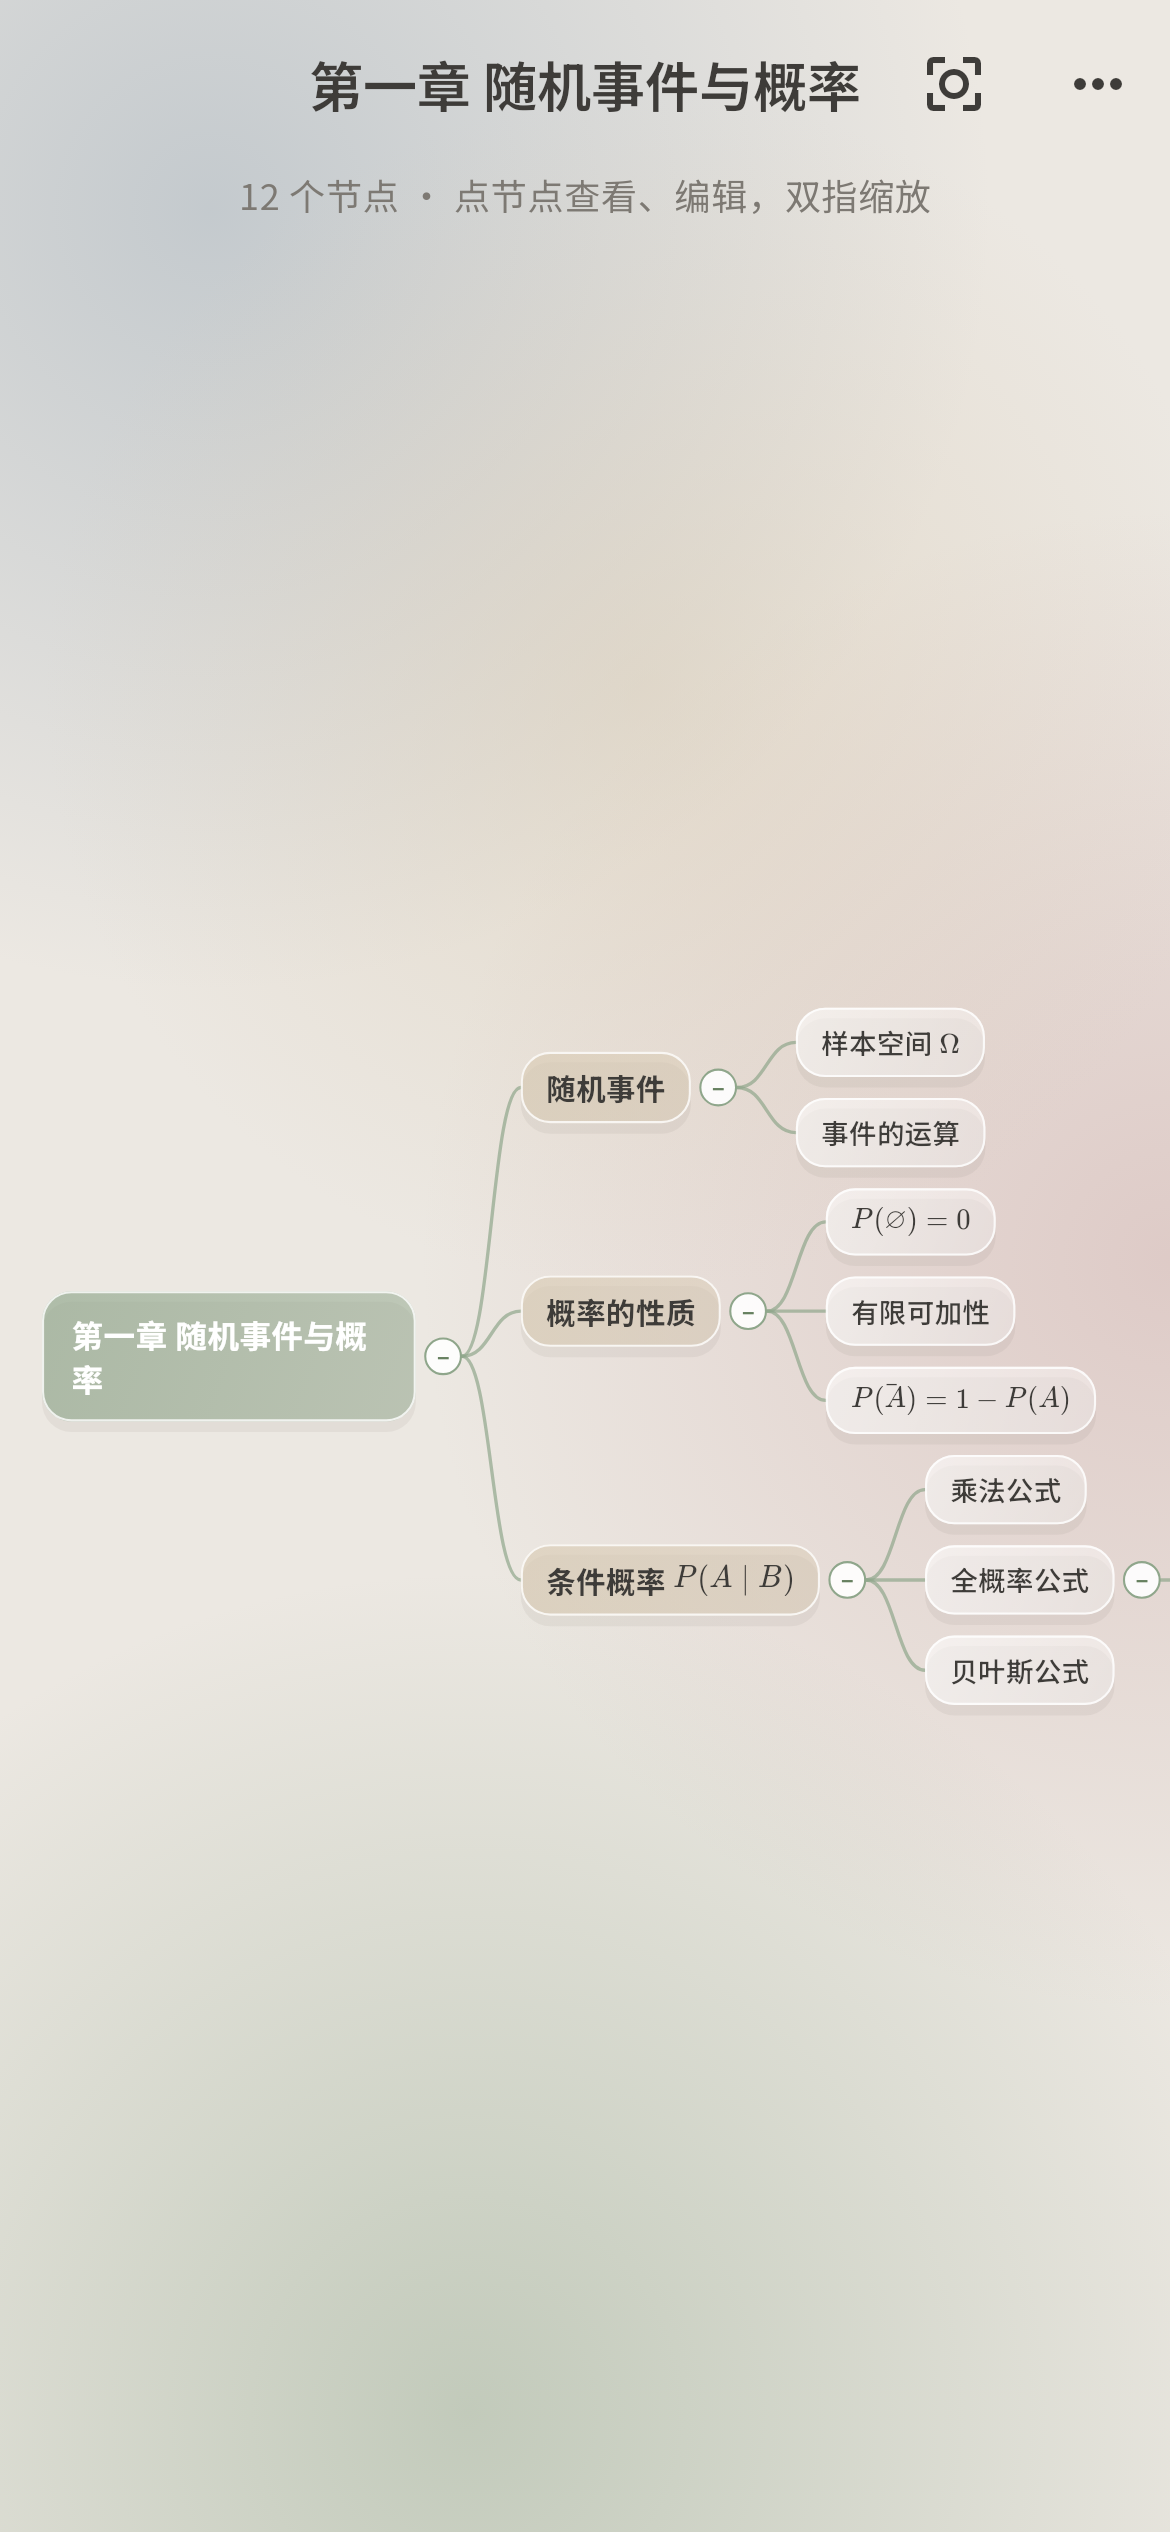 第一章 随机事件与概率
12 个节点 · 点节点查看、编辑，双指缩放
样本空间 Ω
随机事件
事件的运算
P(∅) = 0
概率的性质
有限可加性
第一章 随机事件与概
率
P(Ā) = 1 − P(A)
乘法公式
条件概率 P(A | B)
全概率公式
贝叶斯公式